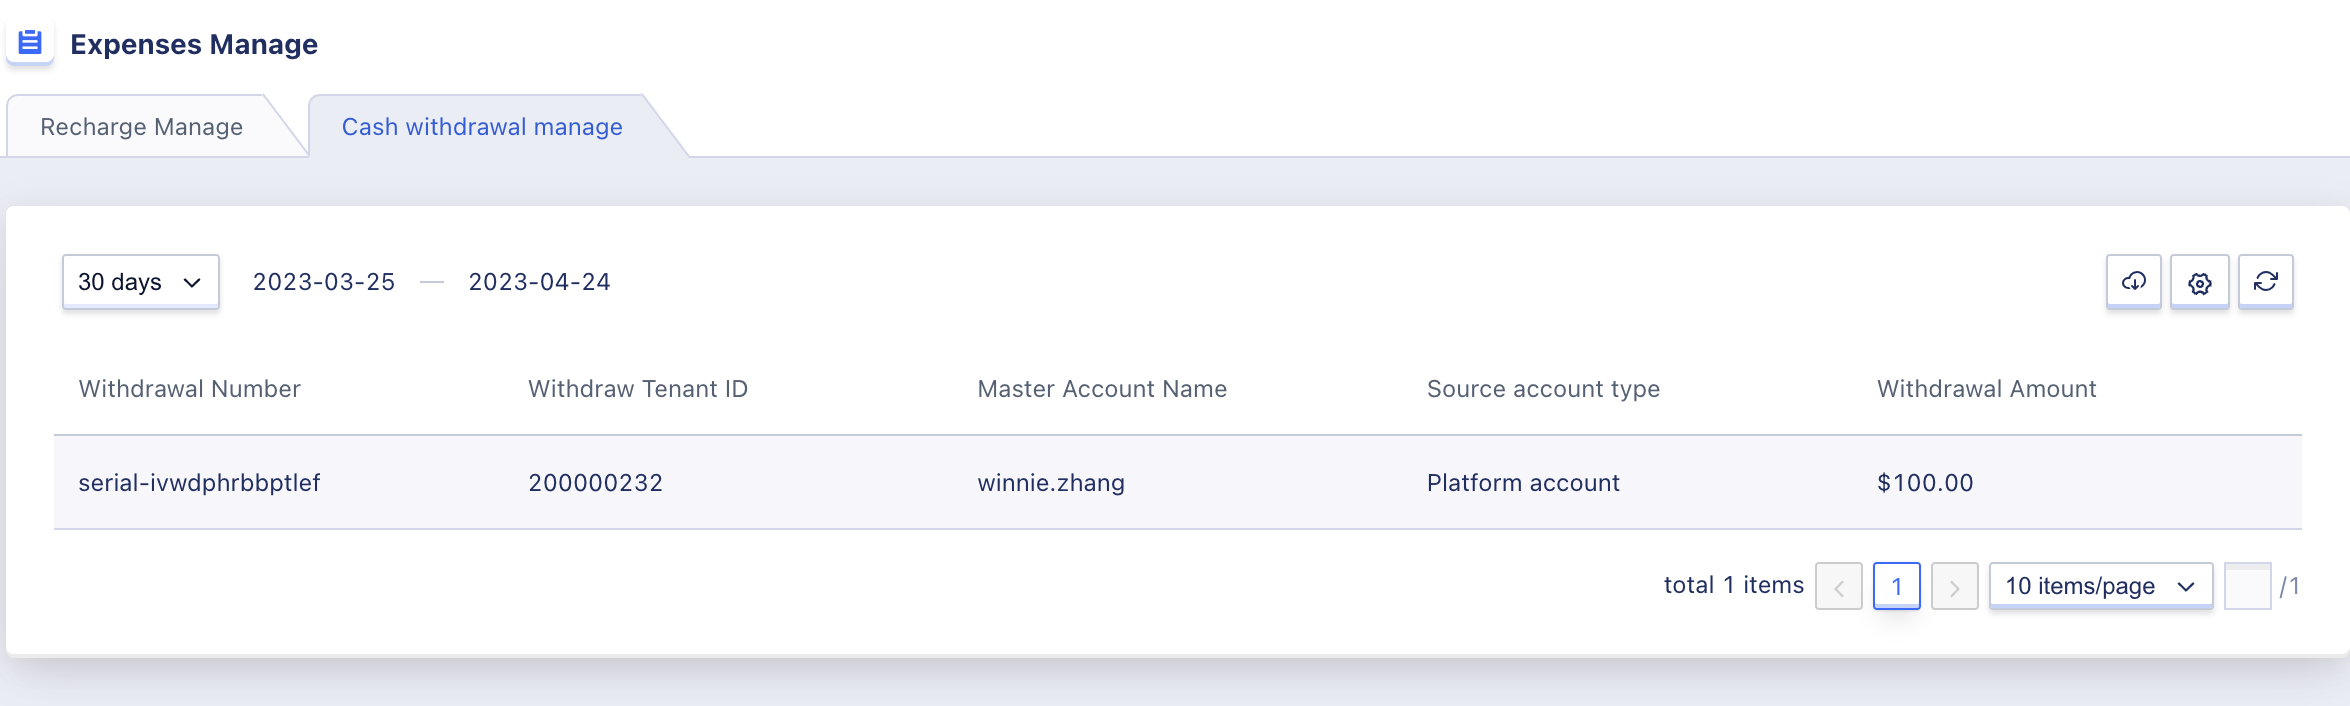 Expenses Manage
Recharge Manage Cash withdrawal manage
30 days 2023-03-25 — 2023-04-24
Withdrawal Number Withdraw Tenant ID Master Account Name Source account type Withdrawal Amount
serial-ivwdphrbbptlef 200000232 winnie.zhang Platform account $100.00
total 1 items 1 10 items/page /1